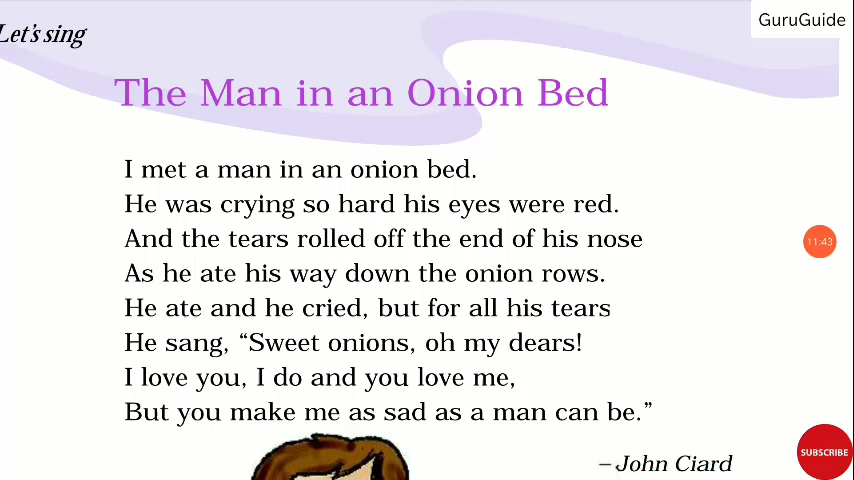 GuruGuide
Let's sing
The Man in an Onion Bed
I met a man in an onion bed.
He was crying so hard his eyes were red.
And the tears rolled off the end of his nose
11:43
As he ate his way down the onion rows.
He ate and he cried, but for all his tears
He sang, “Sweet onions, oh my dears!
I love you, I do and you love me,
But you make me as sad as a man can be.”
SUBSCRIBE
– John Ciard